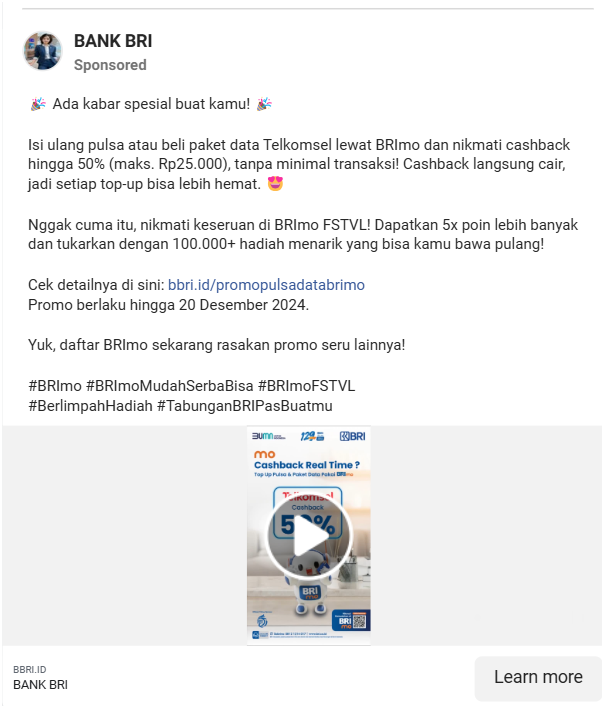 BANK BRI
Sponsored
🎉 Ada kabar spesial buat kamu! 🎉
Isi ulang pulsa atau beli paket data Telkomsel lewat BRImo dan nikmati cashback
hingga 50% (maks. Rp25.000), tanpa minimal transaksi! Cashback langsung cair,
jadi setiap top-up bisa lebih hemat. 😍
Nggak cuma itu, nikmati keseruan di BRImo FSTVL! Dapatkan 5x poin lebih banyak
dan tukarkan dengan 100.000+ hadiah menarik yang bisa kamu bawa pulang!
Cek detailnya di sini: bbri.id/promopulsadatabrimo
Promo berlaku hingga 20 Desember 2024.
Yuk, daftar BRImo sekarang rasakan promo seru lainnya!
#BRImo #BRImoMudahSerbaBisa #BRImoFSTVL
#BerlimpahHadiah #TabunganBRIPasBuatmu
BUMN 129 BRI
mo
Cashback Real Time ?
Top Up Pulsa & Paket Data Pakai BRImo
Telkomsel
Cashback
50%
BRI
mo
BRI
mo
BBRI.ID
BANK BRI
Learn more